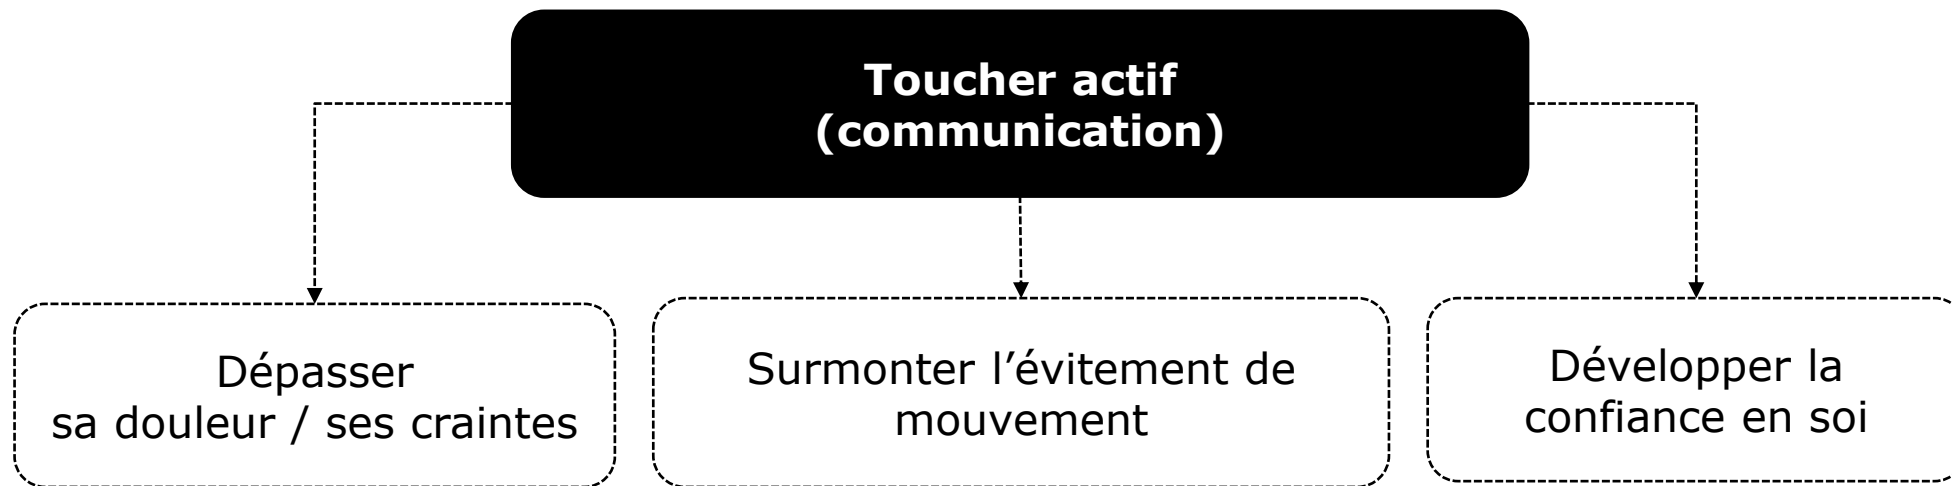 Toucher actif
(communication)
Dépasser
sa douleur / ses craintes
Surmonter l’évitement de
mouvement
Développer la
confiance en soi